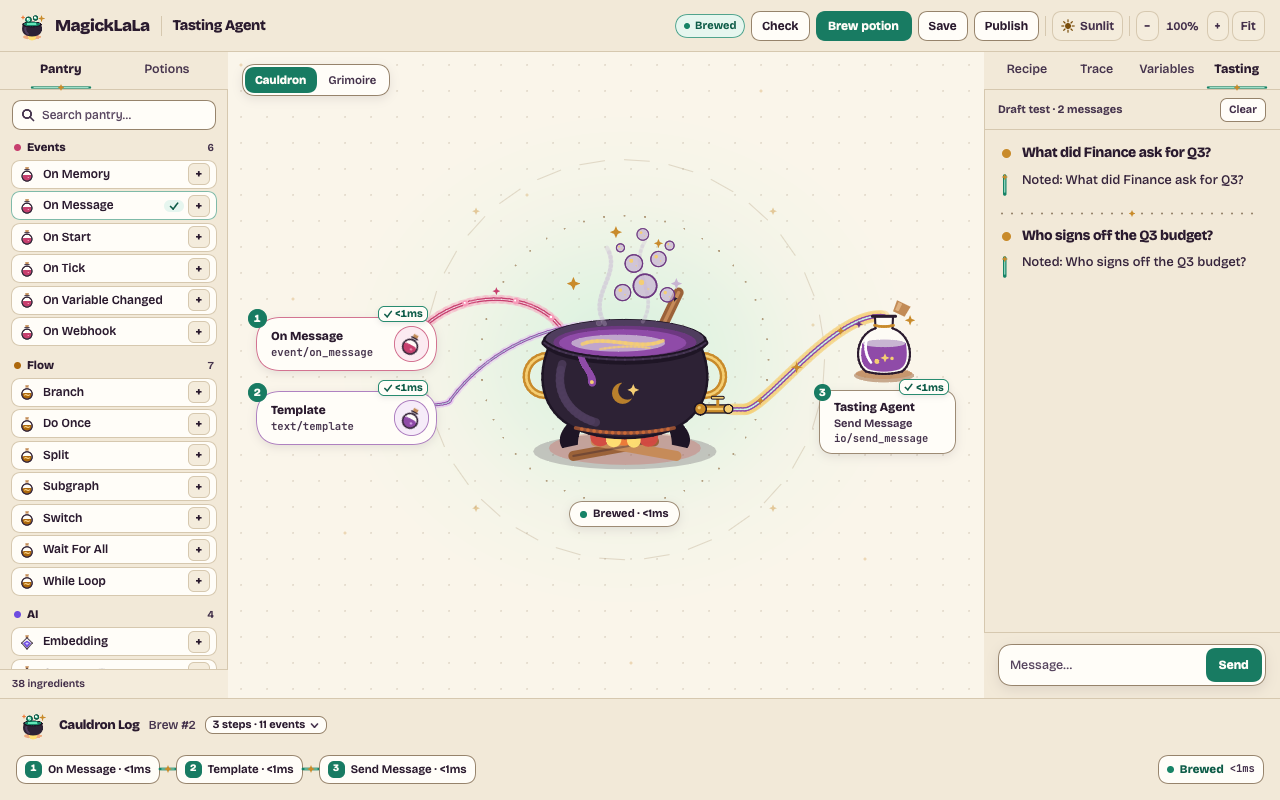 MagickLaLa
Tasting Agent
Brewed
Check
Brew potion
Save
Publish
Sunlit
−
100%
+
Fit
Pantry
Potions
Search pantry...
Events
6
On Memory
+
On Message
+
On Start
+
On Tick
+
On Variable Changed
+
On Webhook
+
Flow
7
Branch
+
Do Once
+
Split
+
Subgraph
+
Switch
+
Wait For All
+
While Loop
+
AI
4
Embedding
+
38 ingredients
Cauldron
Grimoire
1
<1ms
On Message
event/on_message
2
<1ms
Template
text/template
3
<1ms
Tasting Agent
Send Message
io/send_message
Brewed · <1ms
Recipe
Trace
Variables
Tasting
Draft test · 2 messages
Clear
What did Finance ask for Q3?
Noted: What did Finance ask for Q3?
Who signs off the Q3 budget?
Noted: Who signs off the Q3 budget?
Message...
Send
Cauldron Log
Brew #2
3 steps · 11 events
1 On Message · <1ms
2 Template · <1ms
3 Send Message · <1ms
Brewed <1ms